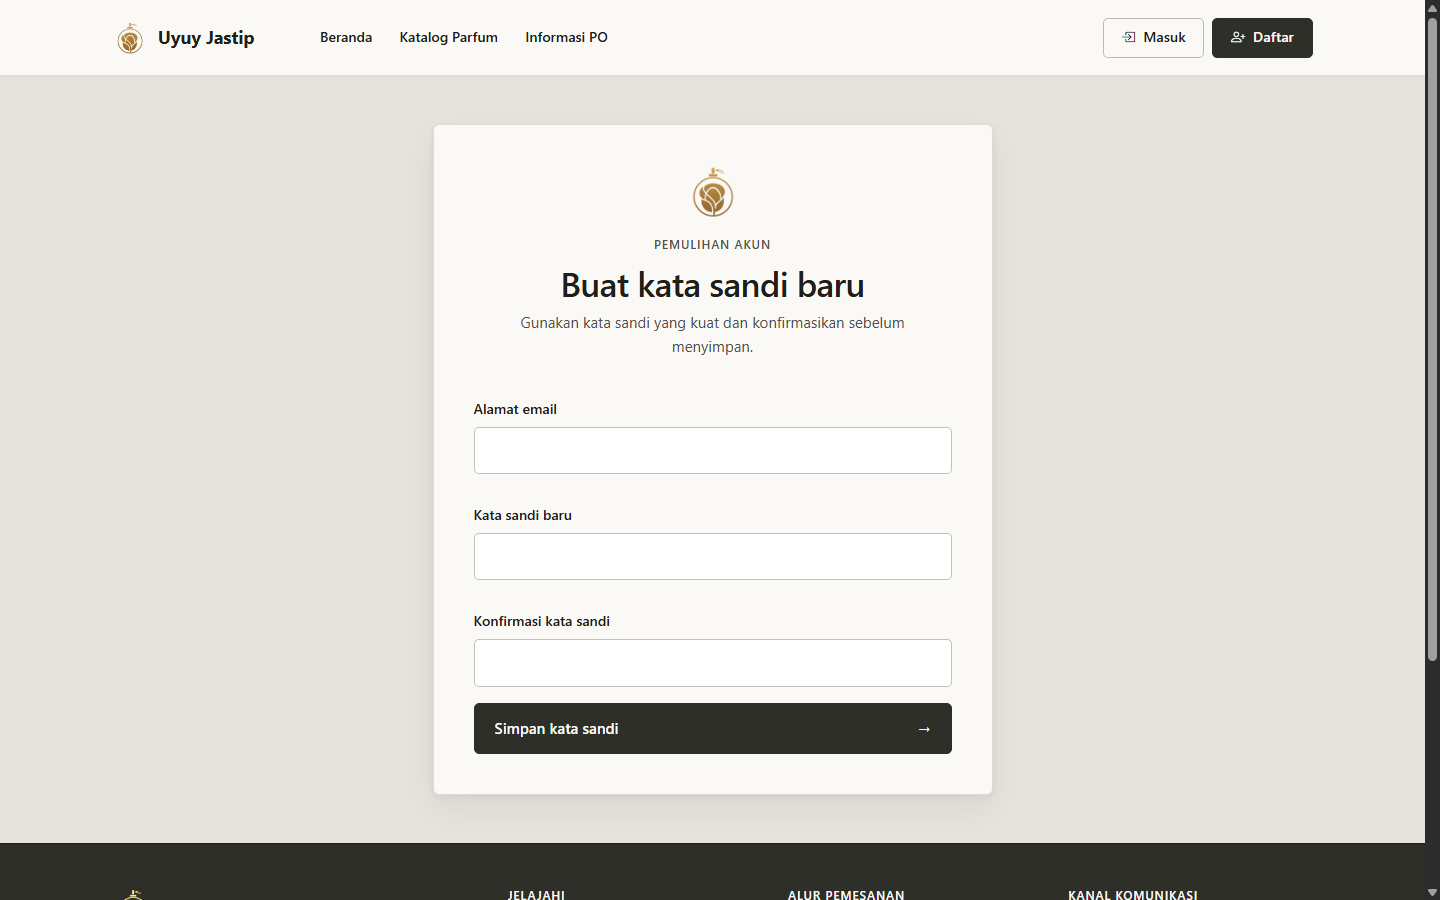 Uyuy Jastip
Beranda
Katalog Parfum
Informasi PO
Masuk
Daftar
PEMULIHAN AKUN
Buat kata sandi baru
Gunakan kata sandi yang kuat dan konfirmasikan sebelum
menyimpan.
Alamat email
Kata sandi baru
Konfirmasi kata sandi
Simpan kata sandi →
JELAJAHI
ALUR PEMESANAN
KANAL KOMUNIKASI